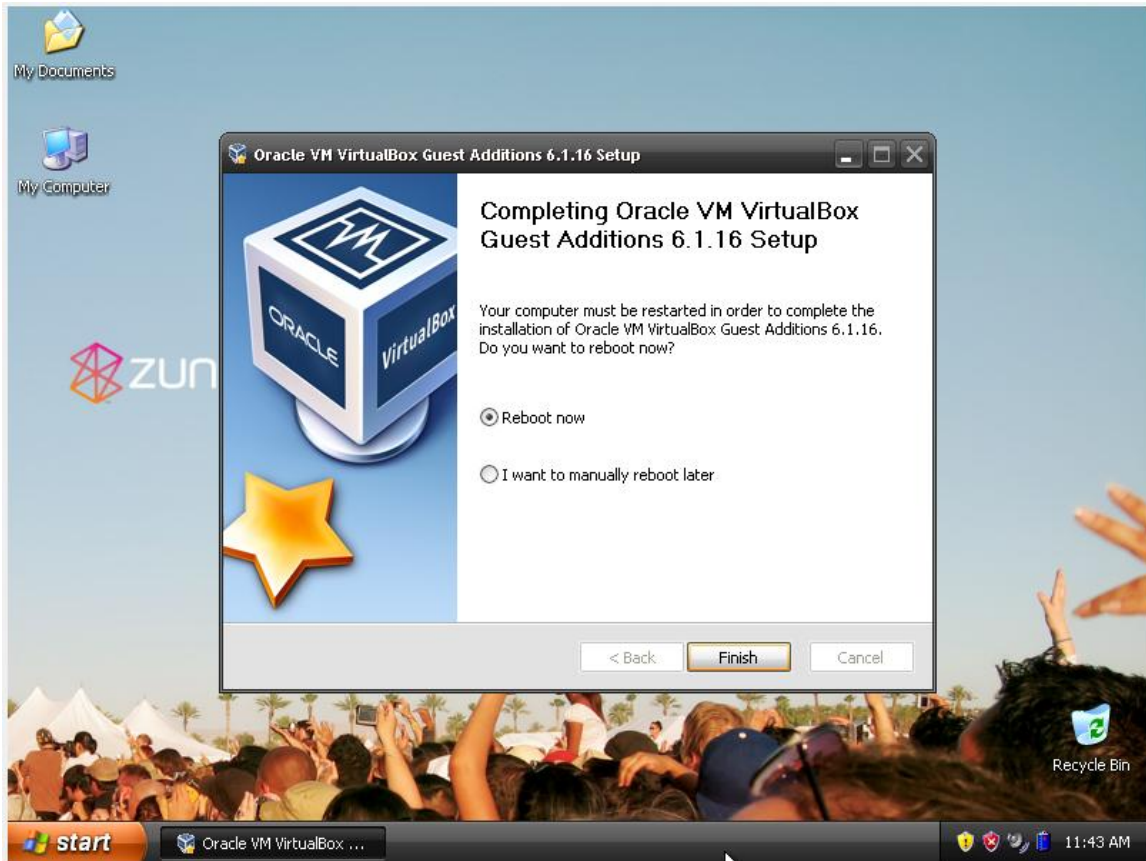 My Documents
My Computer
Oracle VM VirtualBox Guest Additions 6.1.16 Setup
ORACLE
VirtualBox
Completing Oracle VM VirtualBox
Guest Additions 6.1.16 Setup
Your computer must be restarted in order to complete the
installation of Oracle VM VirtualBox Guest Additions 6.1.16.
Do you want to reboot now?
Reboot now
I want to manually reboot later
< Back
Finish
Cancel
zun
Recycle Bin
start
Oracle VM VirtualBox ...
11:43 AM